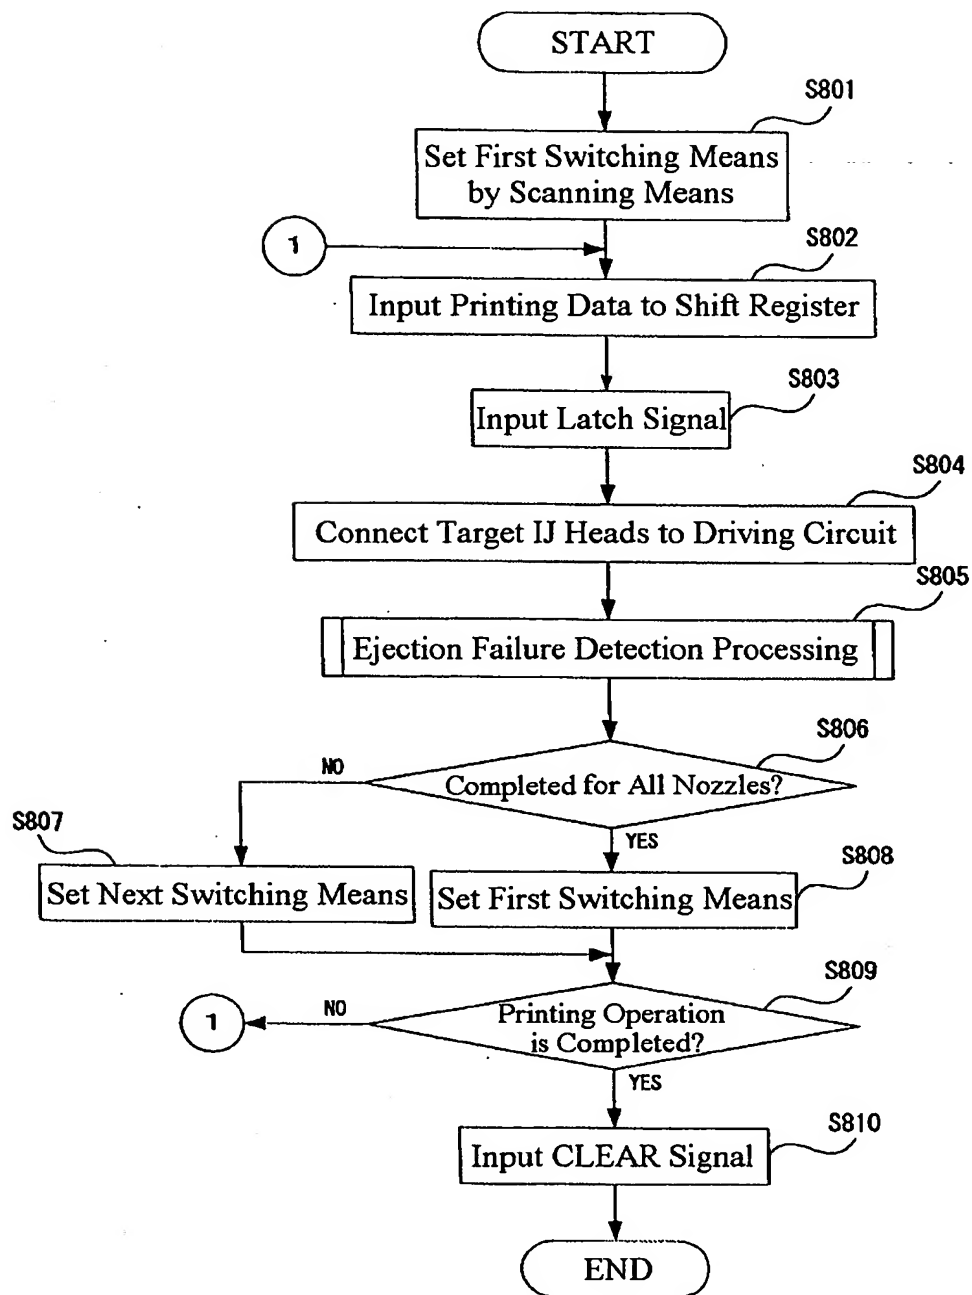 START
S801
Set First Switching Means
by Scanning Means
1
S802
Input Printing Data to Shift Register
S803
Input Latch Signal
S804
Connect Target IJ Heads to Driving Circuit
S805
Ejection Failure Detection Processing
S806
NO
Completed for All Nozzles?
S807
YES
S808
Set Next Switching Means
Set First Switching Means
S809
1
NO
Printing Operation
is Completed?
YES
S810
Input CLEAR Signal
END